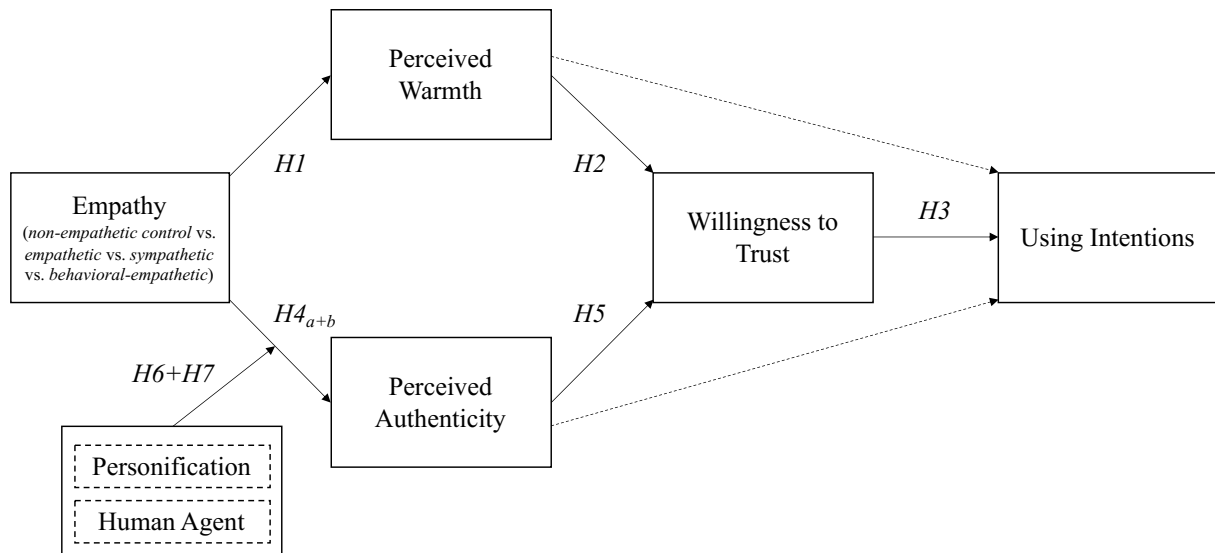 Perceived
Warmth
H1
H2
Empathy
(non-empathetic control vs.
empathetic vs. sympathetic
vs. behavioral-empathetic)
Willingness to
Trust
H3
Using Intentions
H4a+b
H5
H6+H7
Perceived
Authenticity
Personification
Human Agent